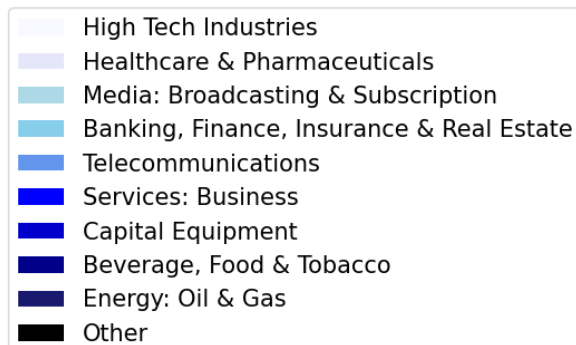 High Tech Industries
Healthcare & Pharmaceuticals
Media: Broadcasting & Subscription
Banking, Finance, Insurance & Real Estate
Telecommunications
Services: Business
Capital Equipment
Beverage, Food & Tobacco
Energy: Oil & Gas
Other